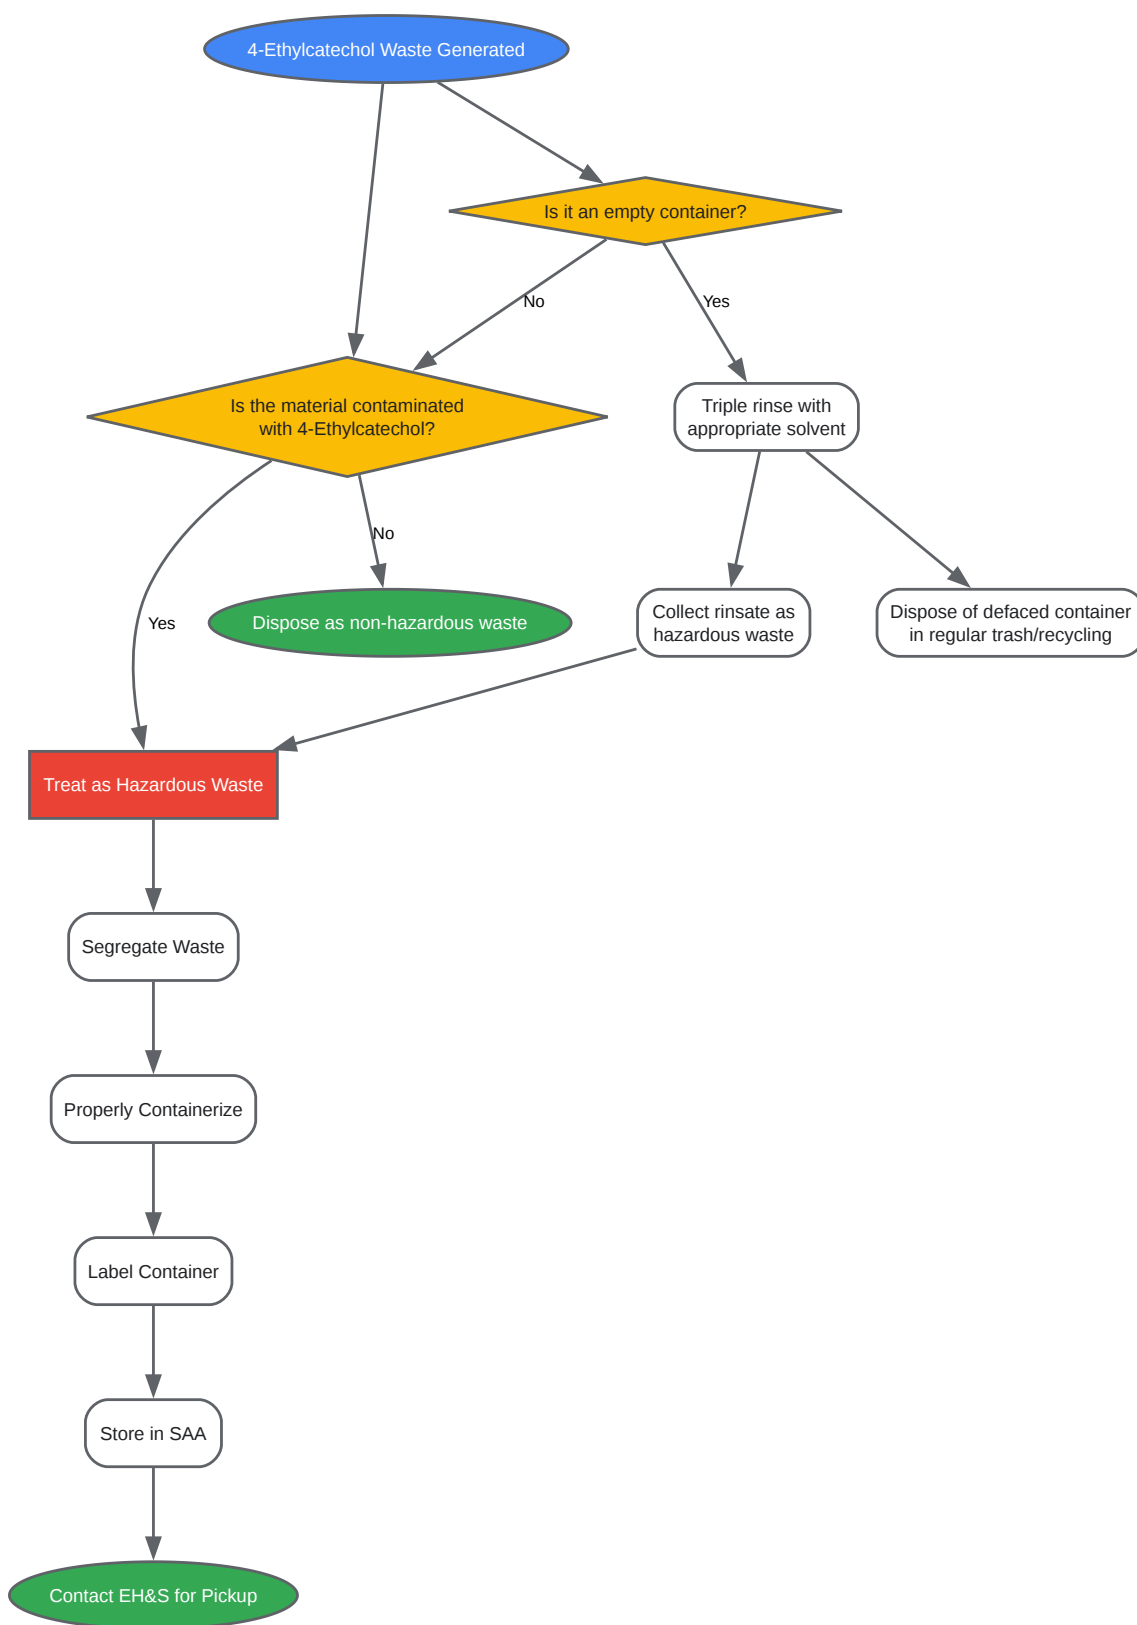 4-Ethylcatechol Waste Generated
Is it an empty container?
No
Yes
Is the material contaminated
with 4-Ethylcatechol?
Triple rinse with
appropriate solvent
No
Yes
Dispose as non-hazardous waste
Collect rinsate as
hazardous waste
Dispose of defaced container
in regular trash/recycling
Treat as Hazardous Waste
Segregate Waste
Properly Containerize
Label Container
Store in SAA
Contact EH&S for Pickup